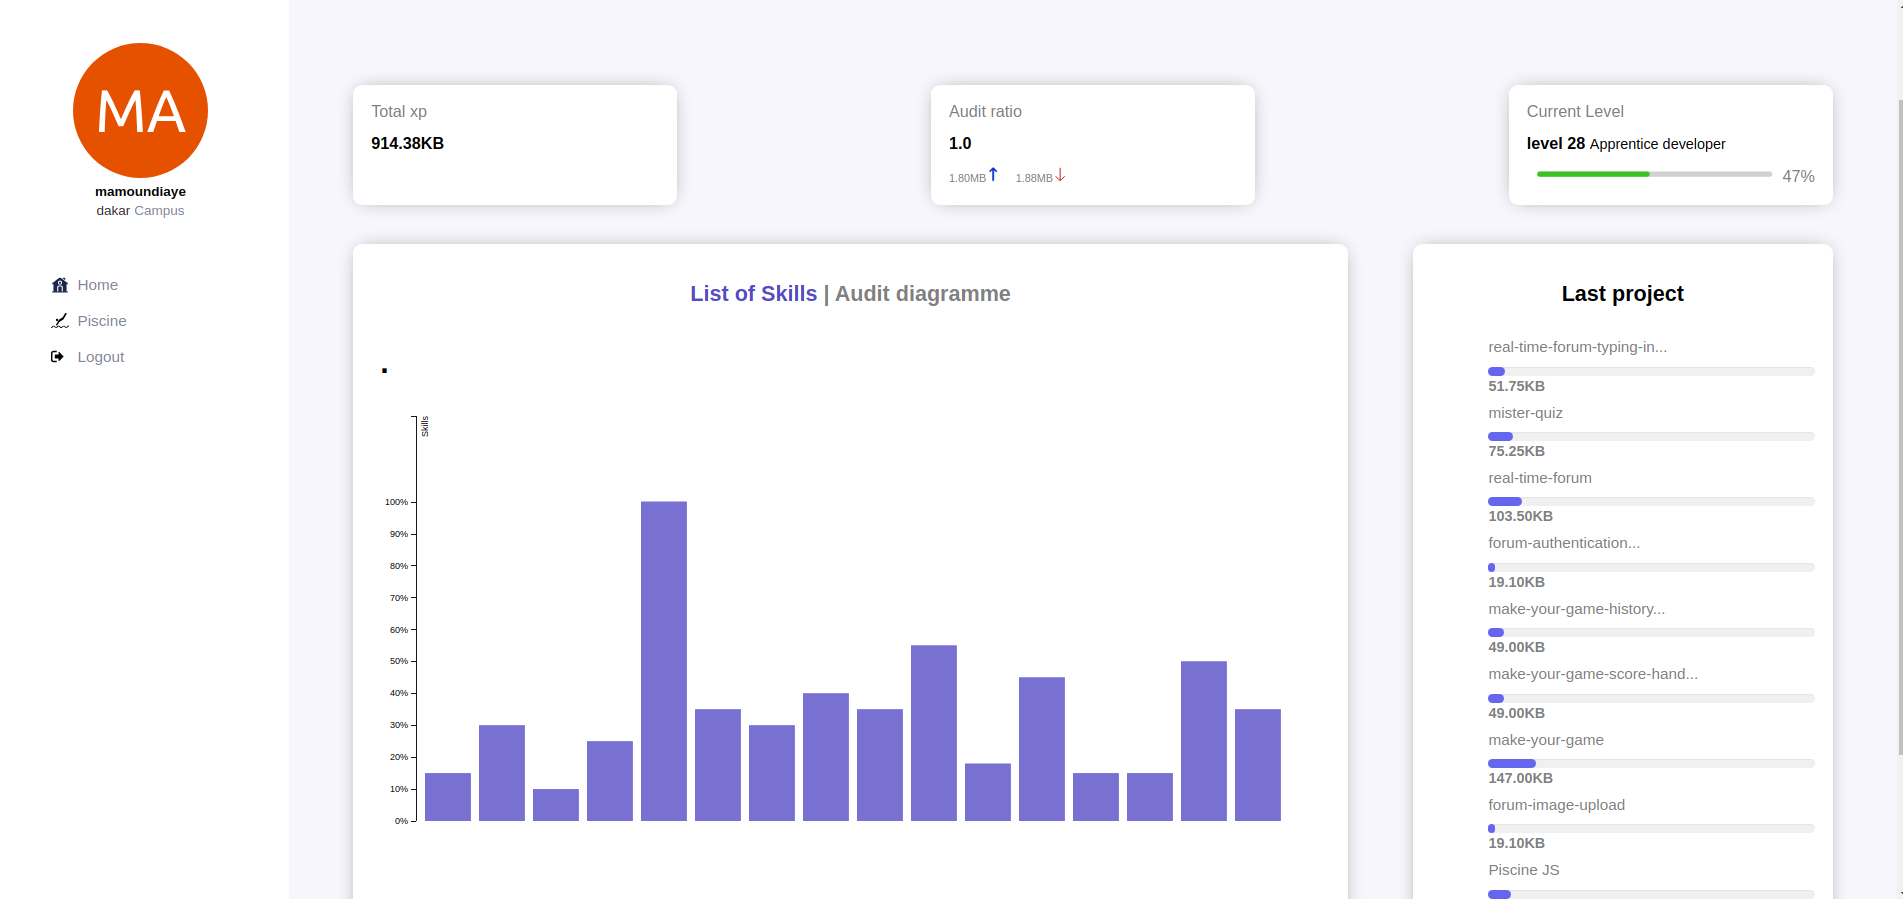 MA
mamoundiaye
dakar Campus
Home
Piscine
Logout
Total xp
914.38KB
Audit ratio
1.0
1.80MB 1.88MB
Current Level
level 28 Apprentice developer
47%
List of Skills | Audit diagramme
.
Skills
100%
90%
80%
70%
60%
50%
40%
30%
20%
10%
0%
Last project
real-time-forum-typing-in...
51.75KB
mister-quiz
75.25KB
real-time-forum
103.50KB
forum-authentication...
19.10KB
make-your-game-history...
49.00KB
make-your-game-score-hand...
49.00KB
make-your-game
147.00KB
forum-image-upload
19.10KB
Piscine JS